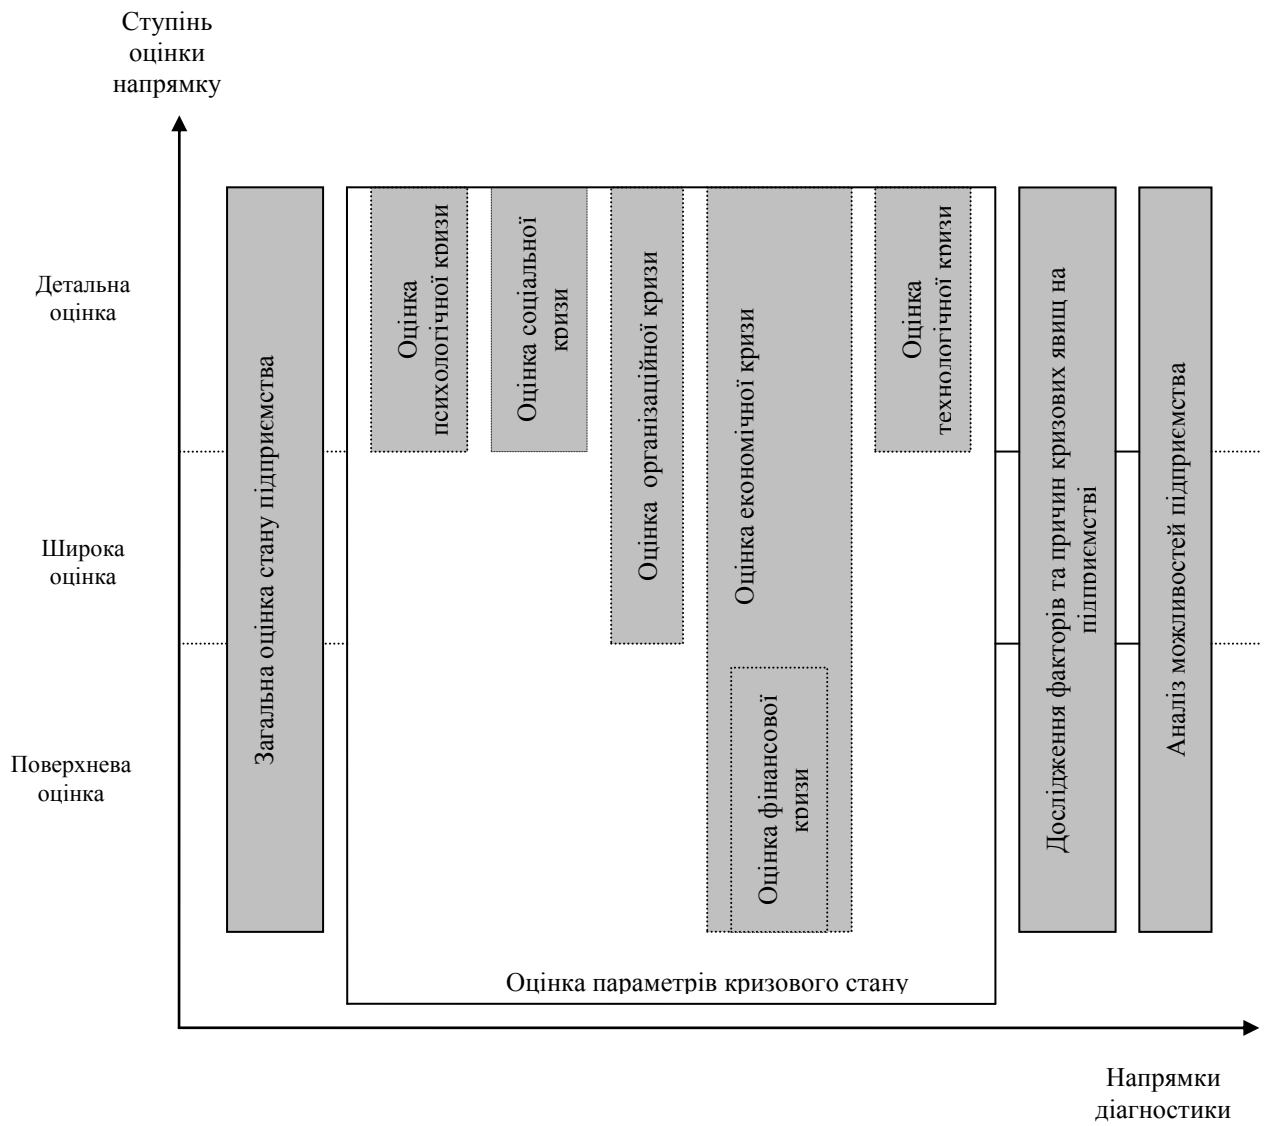 Ступінь
оцінки
напрямку
Детальна
оцінка
Широка
оцінка
Поверхнева
оцінка
Загальна оцінка стану підприємства
Оцінка
психологічної кризи
Оцінка соціальної
кризи
Оцінка організаційної кризи
Оцінка економічної кризи
Оцінка фінансової
кризи
Оцінка
технологічної кризи
Дослідження факторів та причин кризових явищ на
підприємстві
Аналіз можливостей підприємства
Оцінка параметрів кризового стану
Напрямки
діагностики